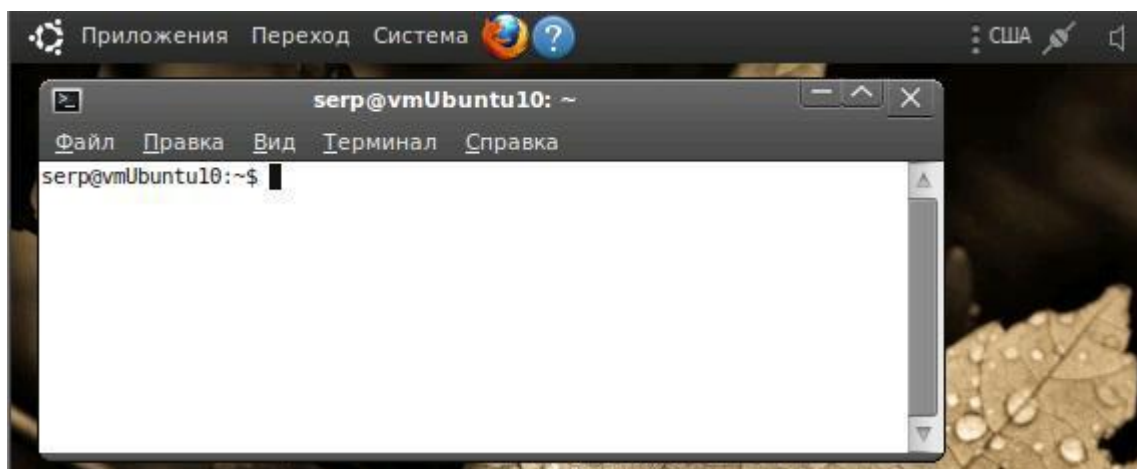 Приложения Переход Система ? США
serp@vmUbuntu10: ~
Файл Правка Вид Терминал Справка
serp@vmUbuntu10:~$